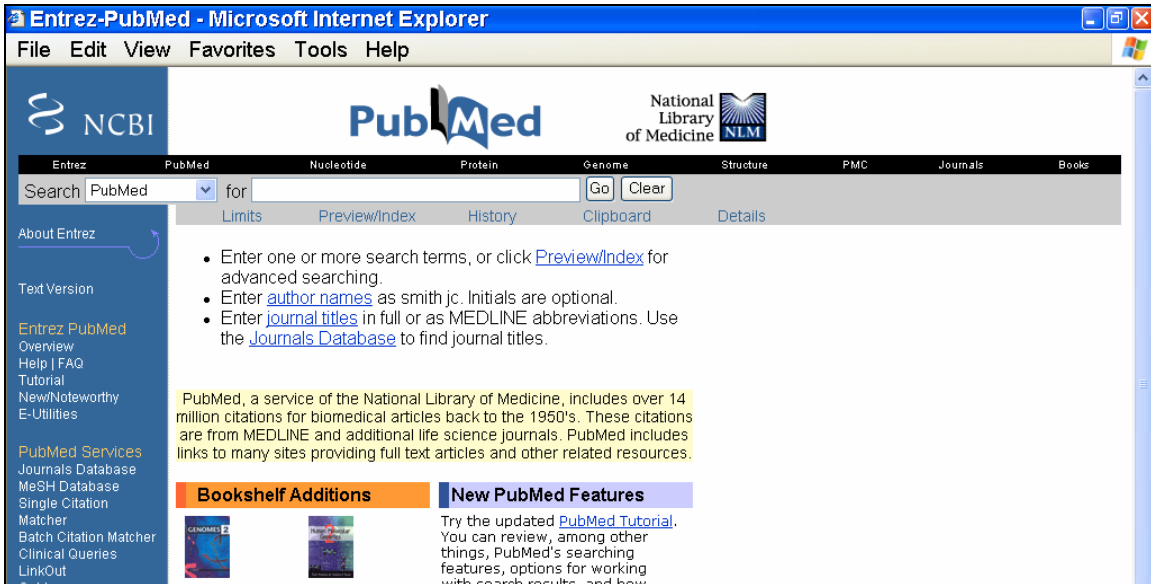 Entrez-PubMed - Microsoft Internet Explorer
File Edit View Favorites Tools Help
NCBI
PubMed
National
Library
of Medicine NLM
Entrez PubMed Nucleotide Protein Genome Structure PMC Journals Books
Search PubMed for Go Clear
Limits Preview/Index History Clipboard Details
About Entrez
Text Version
Entrez PubMed
Overview
Help | FAQ
Tutorial
New/Noteworthy
E-Utilities
PubMed Services
Journals Database
MeSH Database
Single Citation
Matcher
Batch Citation Matcher
Clinical Queries
LinkOut
• Enter one or more search terms, or click Preview/Index for
advanced searching.
• Enter author names as smith jc. Initials are optional.
• Enter journal titles in full or as MEDLINE abbreviations. Use
the Journals Database to find journal titles.
PubMed, a service of the National Library of Medicine, includes over 14
million citations for biomedical articles back to the 1950's. These citations
are from MEDLINE and additional life science journals. PubMed includes
links to many sites providing full text articles and other related resources.
Bookshelf Additions
GENOMES 2
Human Molecular
Genetics
2
New PubMed Features
Try the updated PubMed Tutorial.
You can review, among other
things, PubMed's searching
features, options for working
with search results, and how